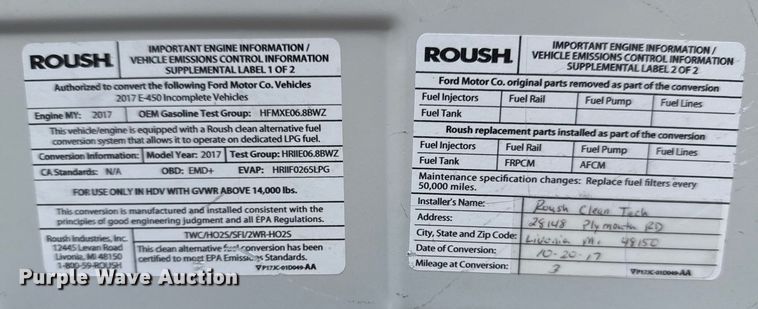 ROUSH
IMPORTANT ENGINE INFORMATION /
VEHICLE EMISSIONS CONTROL INFORMATION
SUPPLEMENTAL LABEL 1 OF 2
Authorized to convert the following Ford Motor Co. Vehicles
2017 E-450 Incomplete Vehicles
Engine MY: 2017 OEM Gasoline Test Group: HFMXE06.8BWZ
This vehicle/engine is equipped with a Roush clean alternative fuel
conversion system that allows it to operate on dedicated LPG fuel.
Conversion Information: Model Year: 2017 Test Group: HRIIE06.8BWZ
CA Standards: N/A OBD: EMD+ EVAP: HRIIF0265LPG
FOR USE ONLY IN HDV WITH GVWR ABOVE 14,000 lbs.
This conversion is manufactured and installed consistent with the
principles of good engineering judgment and all EPA Regulations.
Roush Industries, Inc.
12445 Levan Road
Livonia, MI 48150
1-800-59-ROUSH
TWC/HO2S/SFI/2WR-HO2S
This clean alternative fuel conversion has been
certified to meet EPA Emissions Standards.
P17JC-01D049-AA
ROUSH
IMPORTANT ENGINE INFORMATION /
VEHICLE EMISSIONS CONTROL INFORMATION
SUPPLEMENTAL LABEL 2 OF 2
Ford Motor Co. original parts removed as part of the conversion
Fuel Injectors Fuel Rail Fuel Pump Fuel Lines
Fuel Tank
Roush replacement parts installed as part of the conversion
Fuel Injectors Fuel Rail Fuel Pump Fuel Lines
Fuel Tank FRPCM AFCM
Maintenance specification changes: Replace fuel filters every
50,000 miles.
Installer's Name: Roush Clean Tech
Address: 28148 Plymouth RD
City, State and Zip Code: Livonia Mi. 48150
Date of Conversion: 10-20-17
Mileage at Conversion: 3
P17JC-01D049-AA
Purple Wave Auction